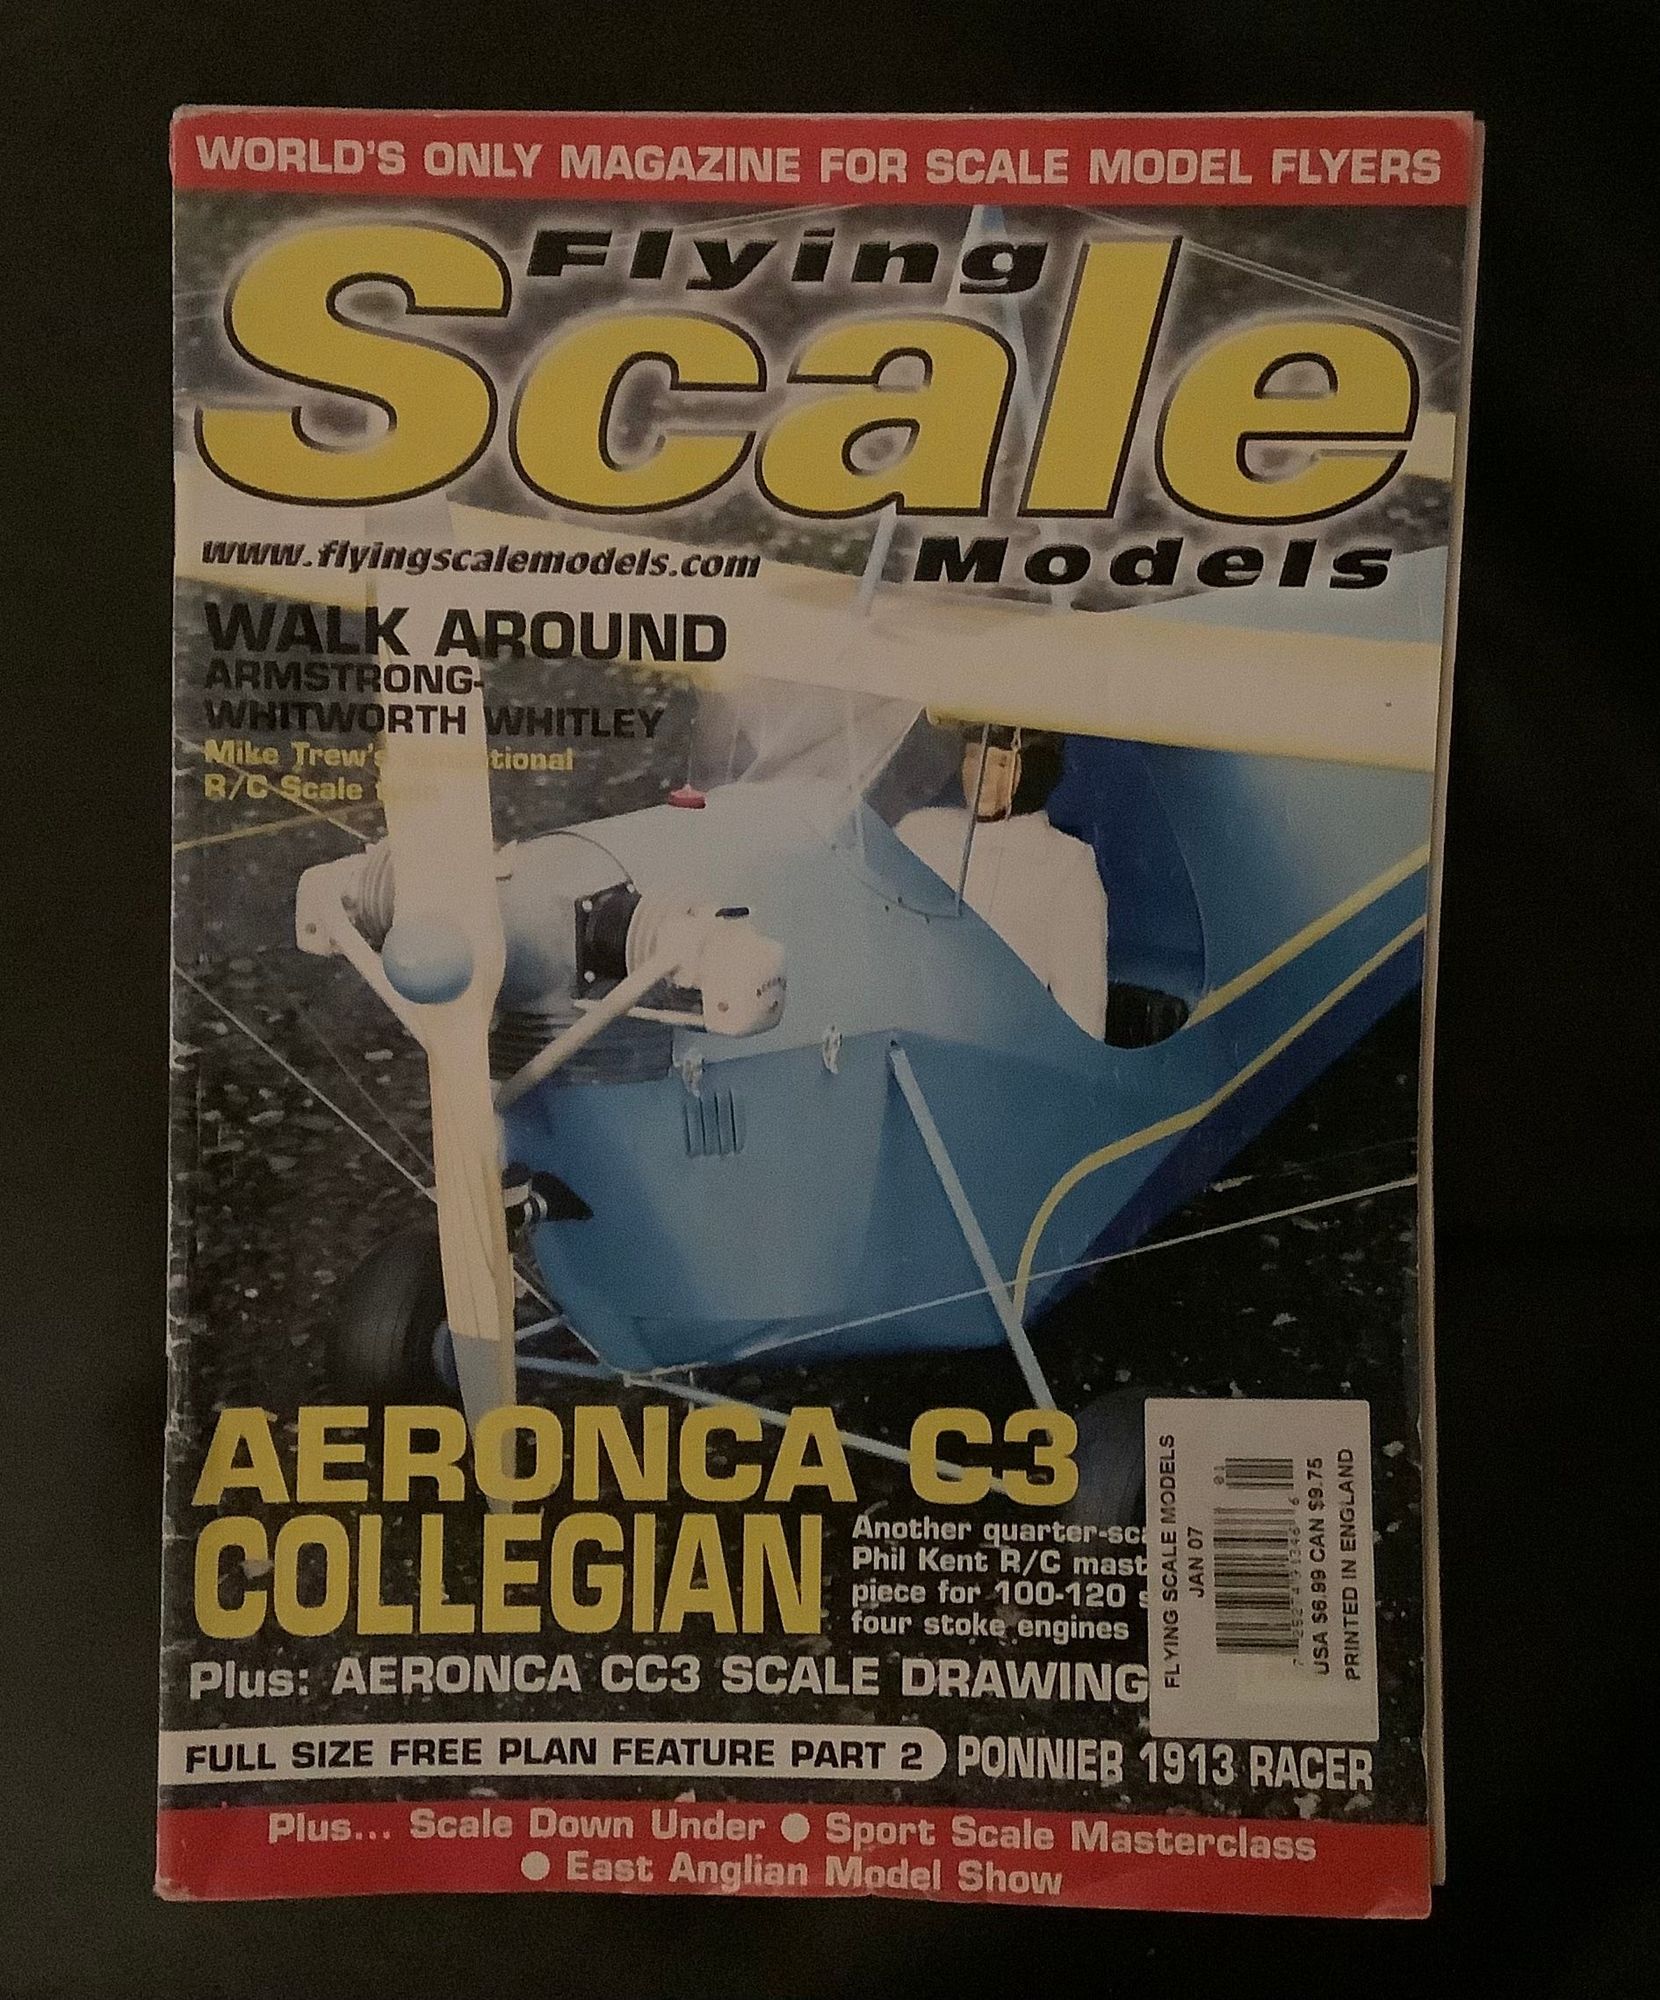 WORLD'S ONLY MAGAZINE FOR SCALE MODEL FLYERS
Flying
Scale
Models
www.flyingscalemodels.com
WALK AROUND
ARMSTRONG-
WHITWORTH WHITLEY
Mike Trew's
R/C Scale
AERONCA C3
COLLEGIAN
Another quarter-sca
Phil Kent R/C mast
piece for 100-120 s
four stoke engines
Plus: AERONCA CC3 SCALE DRAWING
FULL SIZE FREE PLAN FEATURE PART 2 PONNIER 1913 RACER
Plus... Scale Down Under ● Sport Scale Masterclass
● East Anglian Model Show
FLYING SCALE MODELS
JAN 07
01
USA $6.99 CAN $9.75
PRINTED IN ENGLAND